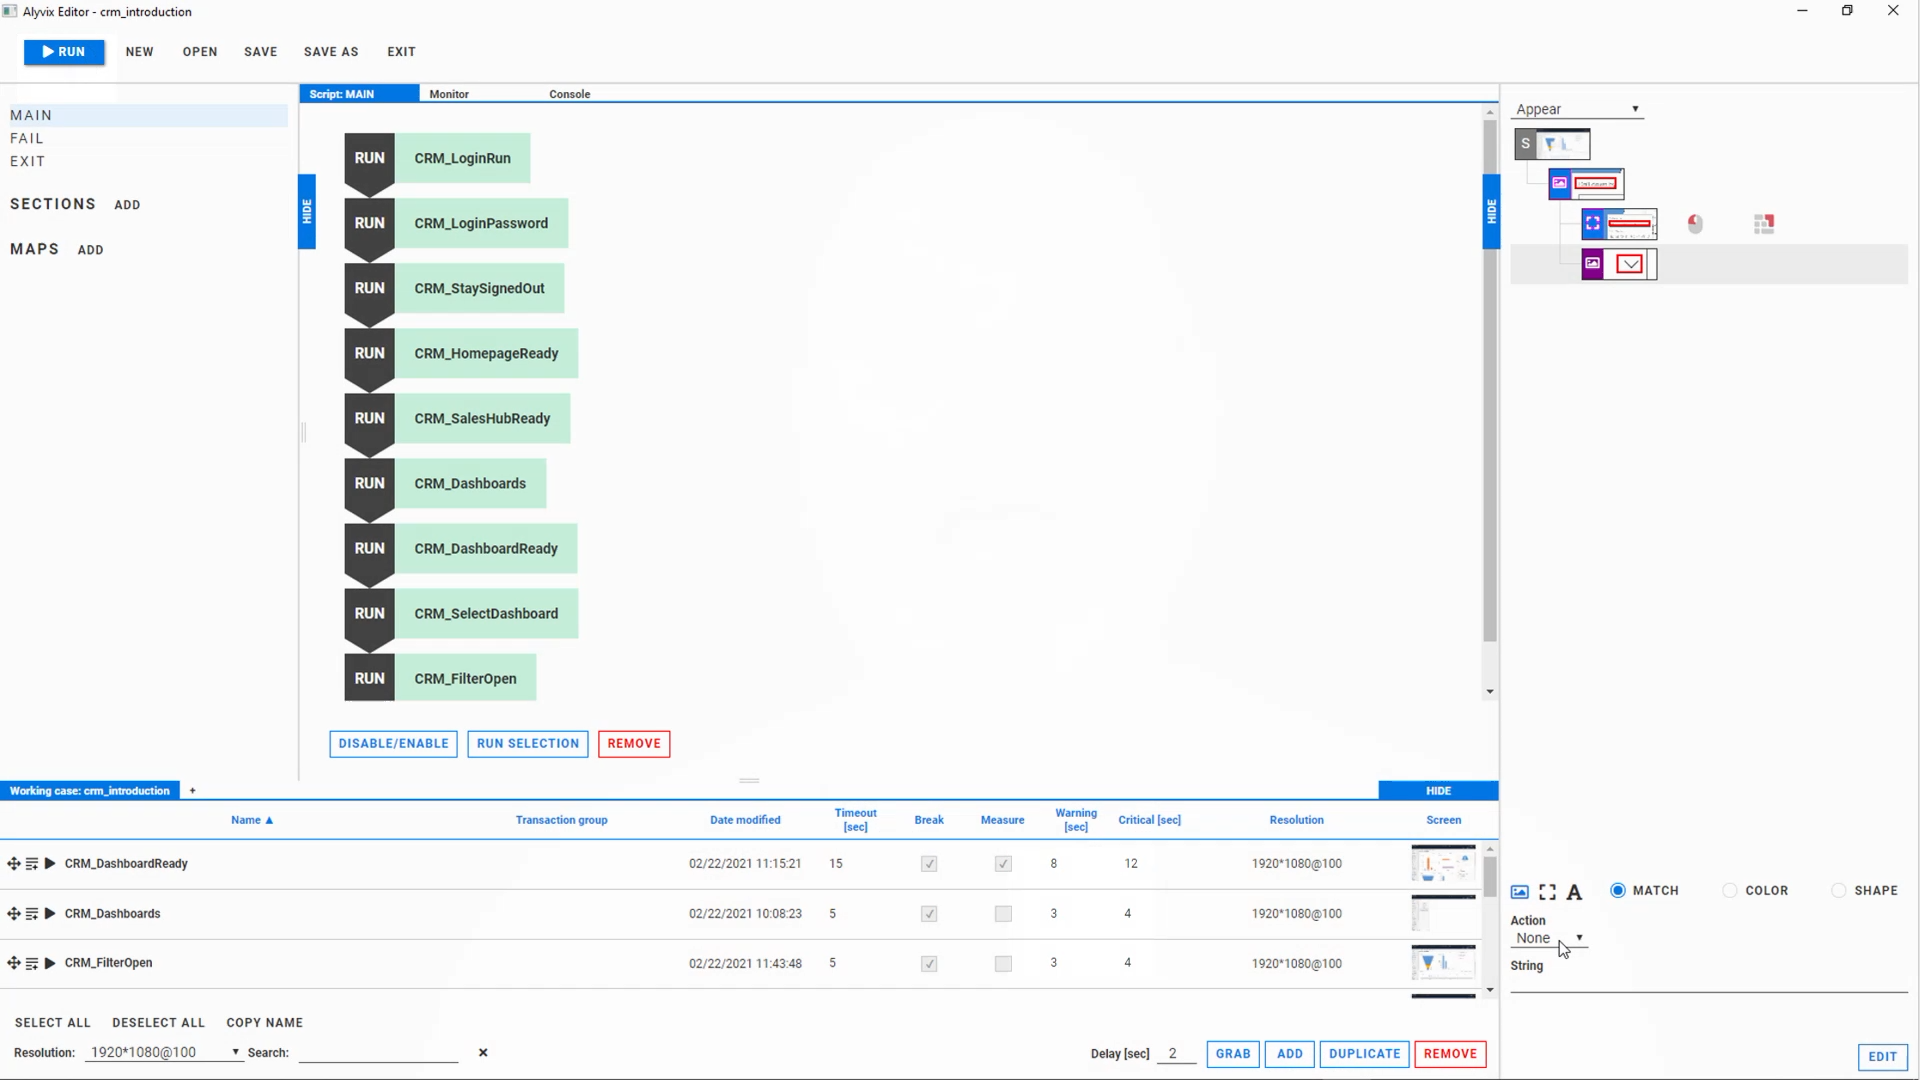 Alyvix Editor - crm_introduction
RUN NEW OPEN SAVE SAVE AS EXIT
MAIN
FAIL
EXIT
SECTIONS ADD
MAPS ADD
Script: MAIN Monitor Console
HIDE
RUN CRM_LoginRun
RUN CRM_LoginPassword
RUN CRM_StaySignedOut
RUN CRM_HomepageReady
RUN CRM_SalesHubReady
RUN CRM_Dashboards
RUN CRM_DashboardReady
RUN CRM_SelectDashboard
RUN CRM_FilterOpen
DISABLE/ENABLE RUN SELECTION REMOVE
HIDE
Appear
S
Working case: crm_introduction + HIDE
Name ▲ Transaction group Date modified Timeout [sec] Break Measure Warning [sec] Critical [sec] Resolution Screen
CRM_DashboardReady 02/22/2021 11:15:21 15 8 12 1920*1080@100
CRM_Dashboards 02/22/2021 10:08:23 5 3 4 1920*1080@100
CRM_FilterOpen 02/22/2021 11:43:48 5 3 4 1920*1080@100
SELECT ALL DESELECT ALL COPY NAME
Resolution: 1920*1080@100 Search:
Delay [sec] 2 GRAB ADD DUPLICATE REMOVE
A MATCH COLOR SHAPE
Action
None
String
EDIT